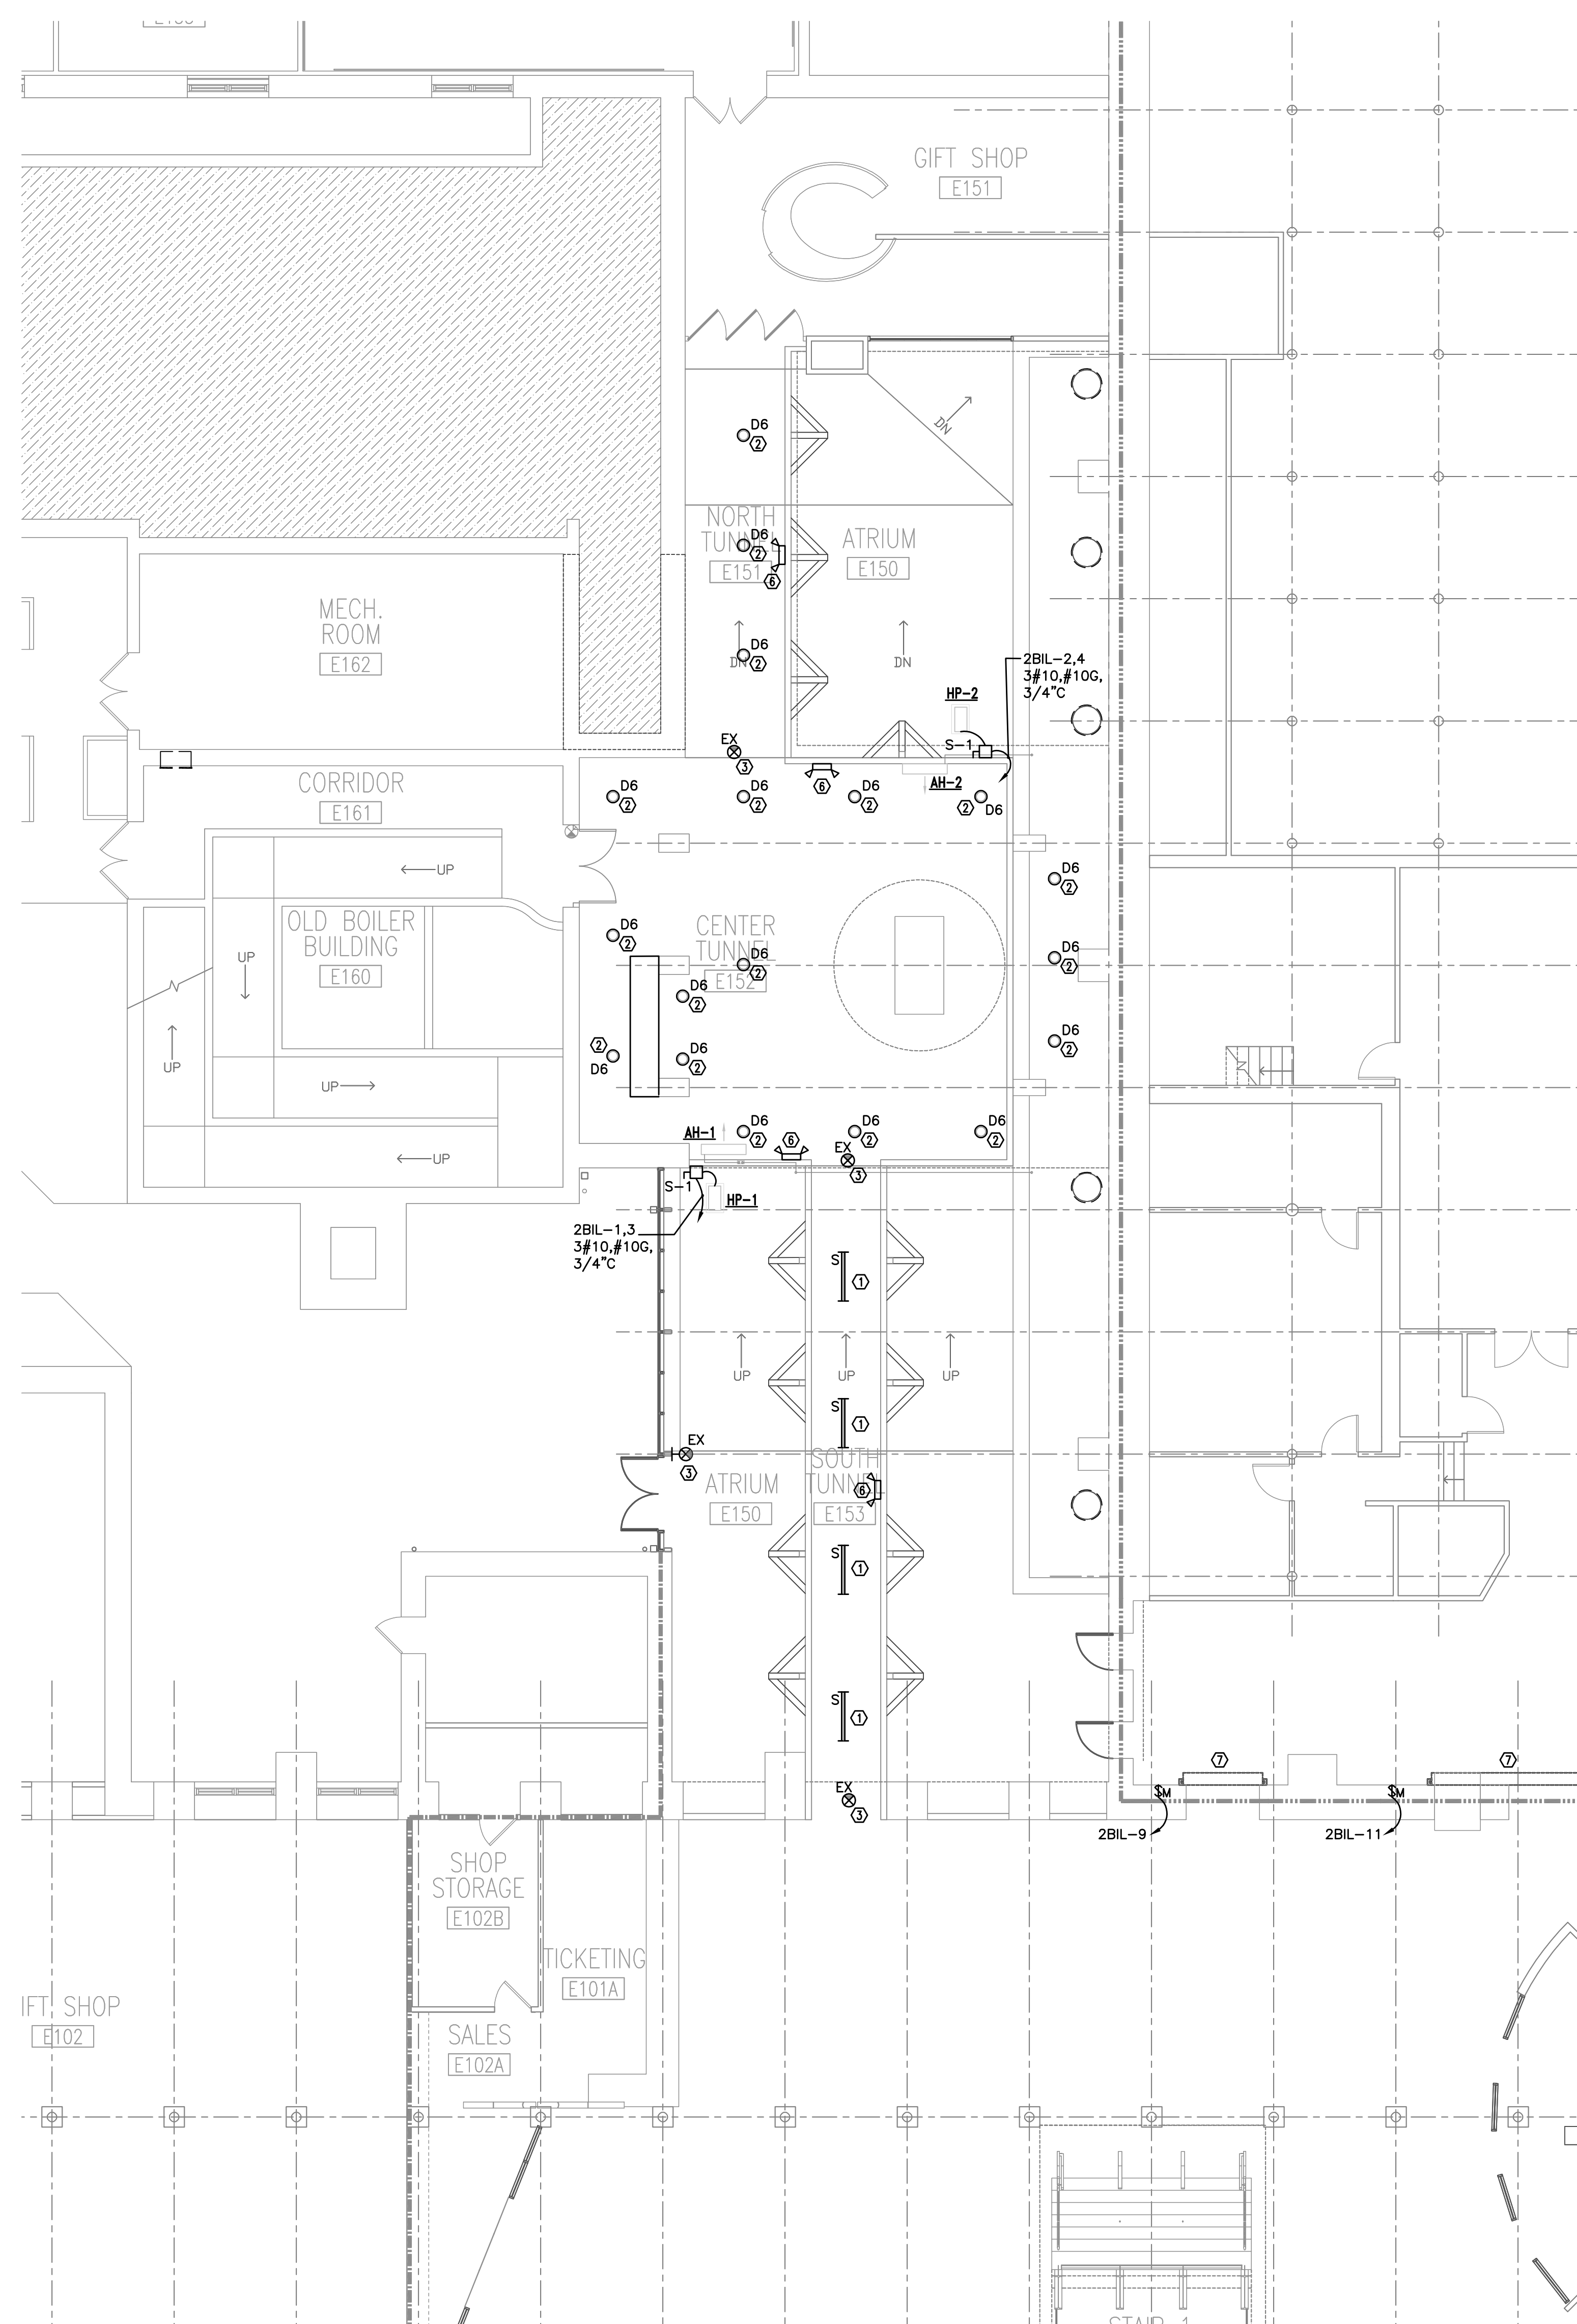 GIFT SHOP
E151
DN
D6
2
NORTH
TUNNEL
E151
D6
2
6
ATRIUM
E150
MECH.
ROOM
E162
D6
2
DN
DN
2BIL-2,4
3#10,#10G,
3/4"C
HP-2
S-1
EX
3
6
AH-2
CORRIDOR
E161
D6
2
D6
2
D6
2
2
D6
UP
D6
2
OLD BOILER
BUILDING
E160
UP
UP
UP
UP
D6
2
CENTER
TUNNEL
E152
D6
2
D6
2
D6
2
2
D6
D6
2
D6
2
AH-1
D6
2
6
D6
2
D6
2
EX
3
S-1
HP-1
2BIL-1,3
3#10,#10G,
3/4"C
S
1
UP
UP
UP
S
1
EX
3
ATRIUM
E150
SOUTH
TUNNEL
E153
6
S
1
S
1
EX
3
7
7
SM
SM
2BIL-9
2BIL-11
SHOP
STORAGE
E102B
TICKETING
E101A
IFT SHOP
E102
SALES
E102A